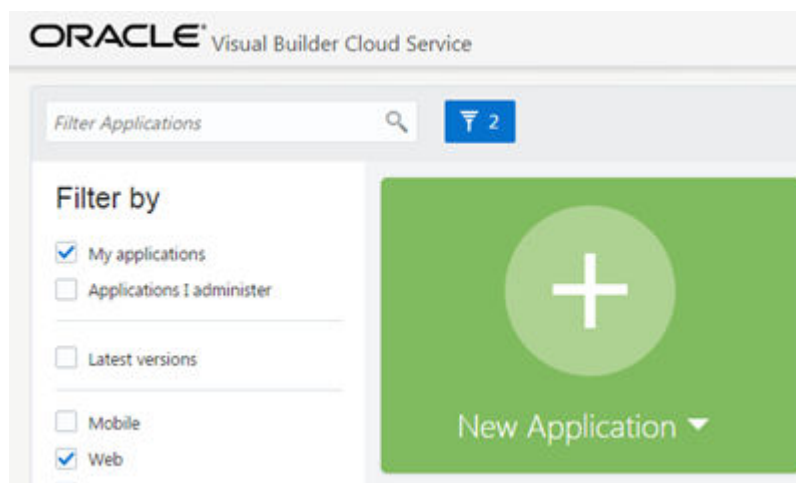 ORACLE® Visual Builder Cloud Service
Filter Applications
2
Filter by
My applications
Applications I administer
Latest versions
Mobile
Web
New Application